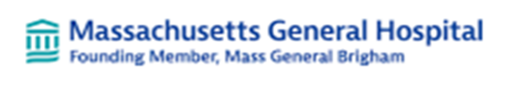 Massachusetts General Hospital
Founding Member, Mass General Brigham